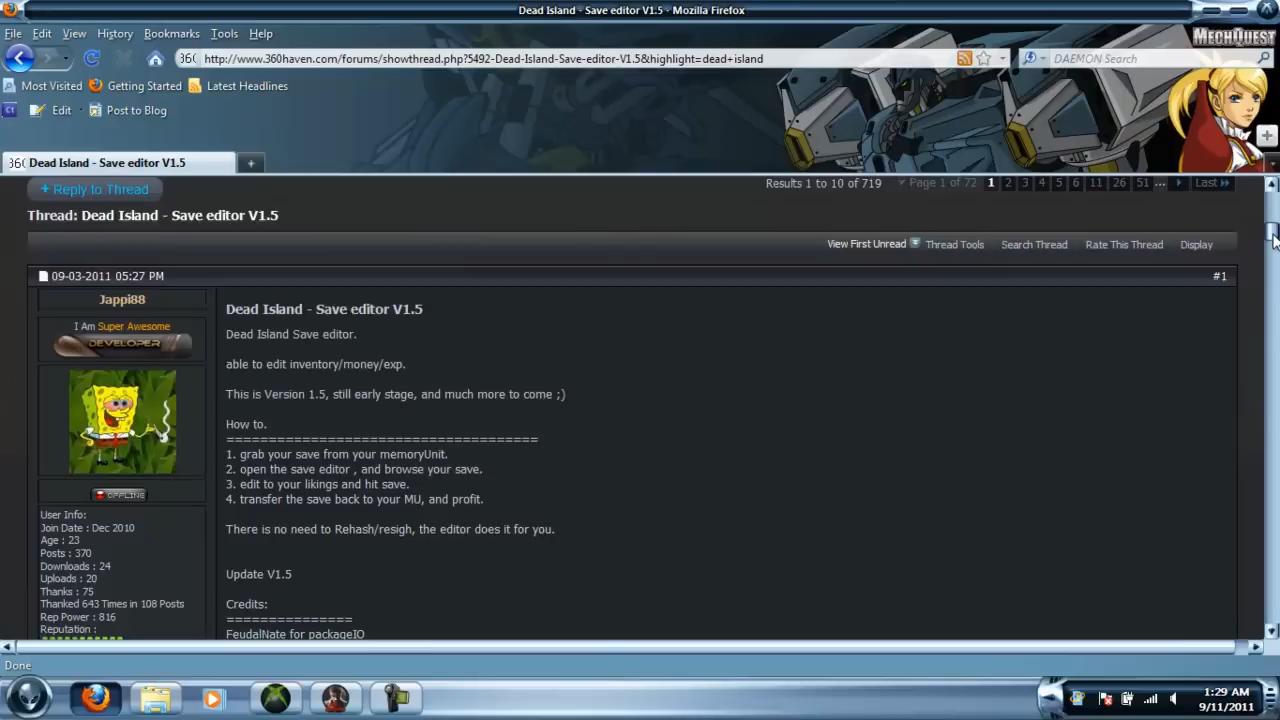 Dead Island - Save editor V1.5 - Mozilla Firefox
File Edit View History Bookmarks Tools Help
MECHQUEST
360 http://www.360haven.com/forums/showthread.php?5492-Dead-Island-Save-editor-V1.5&highlight=dead+island
DAEMON Search
Most Visited Getting Started Latest Headlines
Ct Edit Post to Blog
360 Dead Island - Save editor V1.5
+ Reply to Thread
Results 1 to 10 of 719 Page 1 of 72 1 2 3 4 5 6 11 26 51 ... Last
Thread: Dead Island - Save editor V1.5
View First Unread Thread Tools Search Thread Rate This Thread Display
09-03-2011 05:27 PM #1
Jappi88
I Am Super Awesome
DEVELOPER
OFFLINE
User Info:
Join Date : Dec 2010
Age : 23
Posts : 370
Downloads : 24
Uploads : 20
Thanks : 75
Thanked 643 Times in 108 Posts
Rep Power : 816
Reputation :
Dead Island - Save editor V1.5
Dead Island Save editor.
able to edit inventory/money/exp.
This is Version 1.5, still early stage, and much more to come ;)
How to.
=====================================
1. grab your save from your memoryUnit.
2. open the save editor , and browse your save.
3. edit to your likings and hit save.
4. transfer the save back to your MU, and profit.
There is no need to Rehash/resigh, the editor does it for you.
Update V1.5
Credits:
===============
FeudalNate for packageIO
Done
1:29 AM
9/11/2011